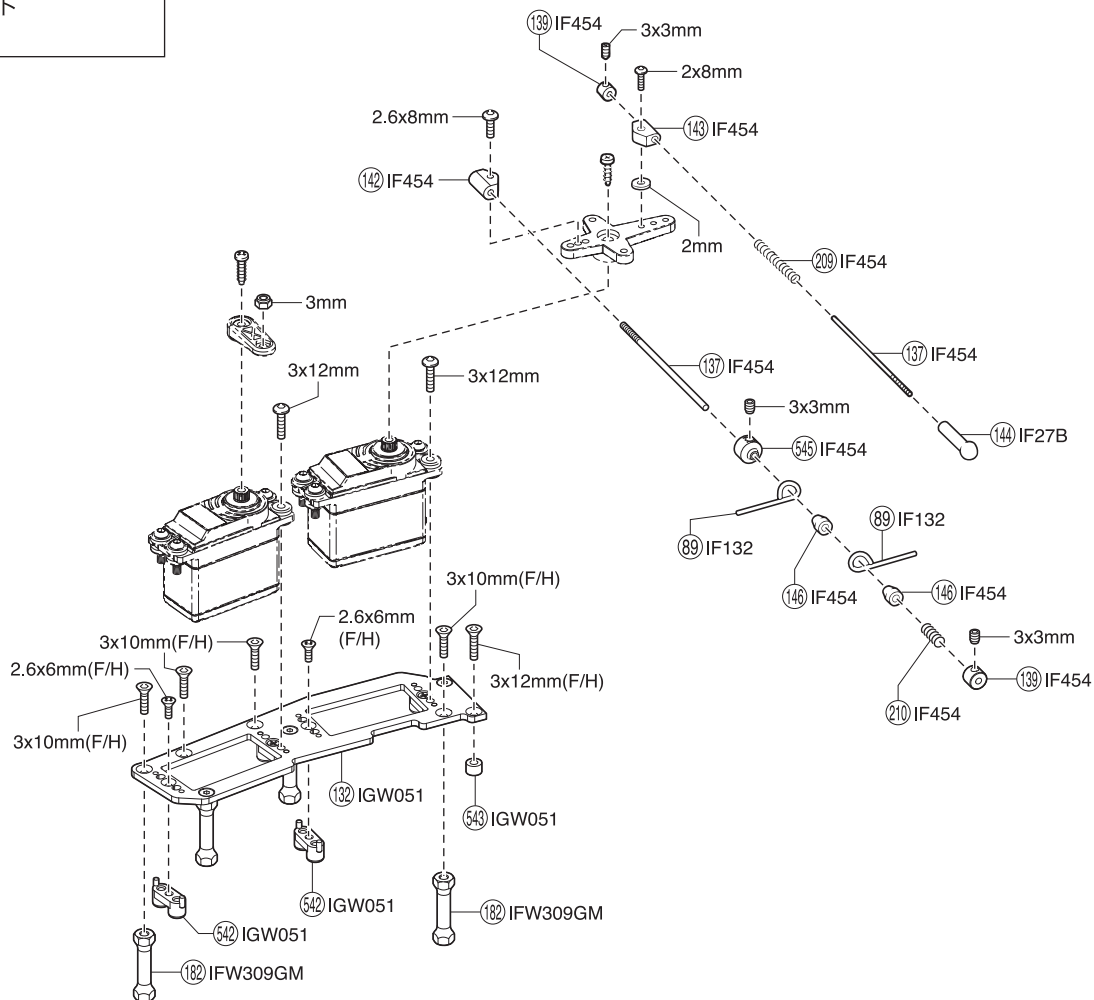 ト
139 IF454
3x3mm
2x8mm
2.6x8mm
143 IF454
142 IF454
2mm
209 IF454
3mm
137 IF454
3x12mm
3x12mm
137 IF454
3x3mm
144 IF27B
545 IF454
89 IF132
89 IF132
146 IF454
146 IF454
3x10mm(F/H)
2.6x6mm
(F/H)
3x3mm
3x10mm(F/H)
2.6x6mm(F/H)
3x12mm(F/H)
139 IF454
210 IF454
3x10mm(F/H)
132 IGW051
543 IGW051
542 IGW051
182 IFW309GM
542 IGW051
182 IFW309GM